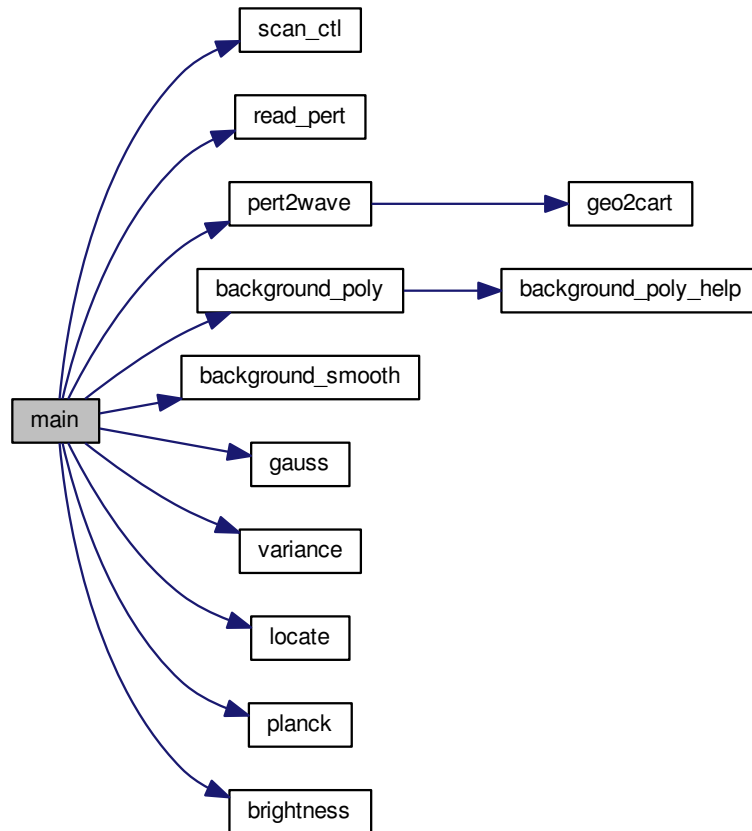 scan_ctl
read_pert
pert2wave
geo2cart
background_poly
background_poly_help
background_smooth
main
gauss
variance
locate
planck
brightness